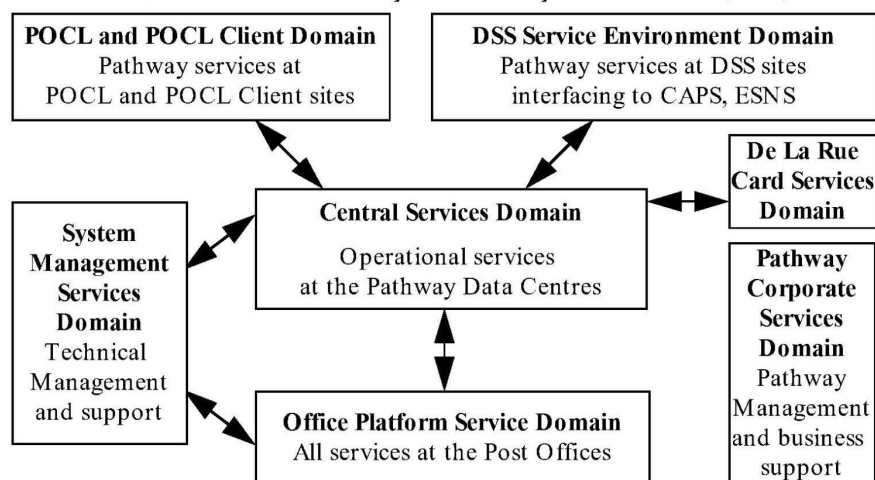 POCL and POCL Client Domain
Pathway services at
POCL and POCL Client sites
DSS Service Environment Domain
Pathway services at DSS sites
interfacing to CAPS, ESNS
De La Rue
Card Services
Domain
Central Services Domain
Operational services
at the Pathway Data Centres
System
Management
Services
Domain
Technical
Management
and support
Pathway
Corporate
Services
Domain
Pathway
Management
and business
support
Office Platform Service Domain
All services at the Post Offices